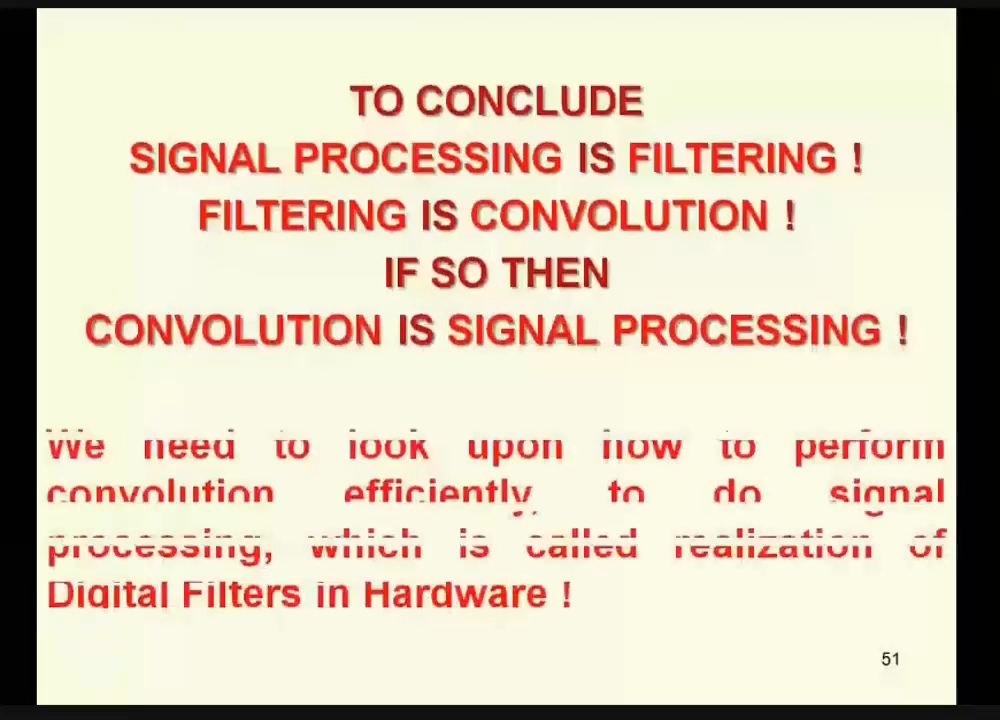 TO CONCLUDE
SIGNAL PROCESSING IS FILTERING !
FILTERING IS CONVOLUTION !
IF SO THEN
CONVOLUTION IS SIGNAL PROCESSING !
We need to look upon how to perform
convolution efficiently, to do signal
processing, which is called realization of
Digital Filters in Hardware !
51